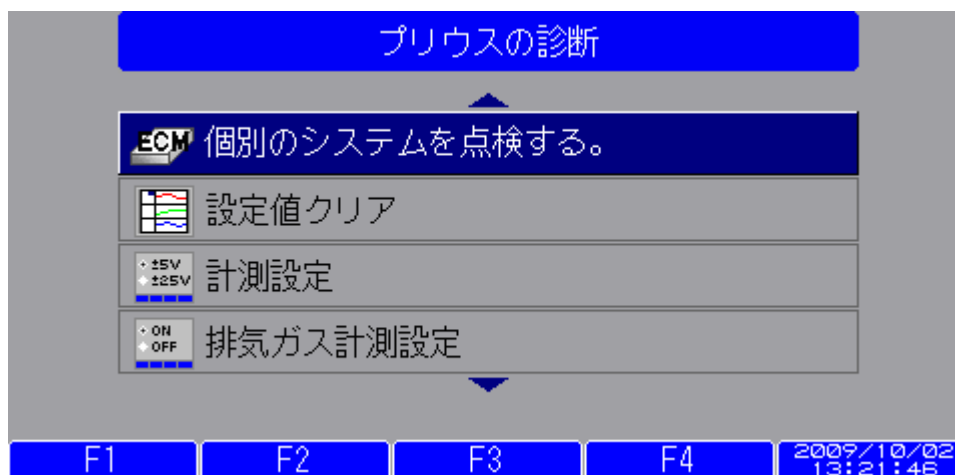 プリウスの診断
ECM 個別のシステムを点検する。
設定値クリア
±5V
±25V
計測設定
ON
OFF
排気ガス計測設定
F1 F2 F3 F4 2009/10/02
13:21:46